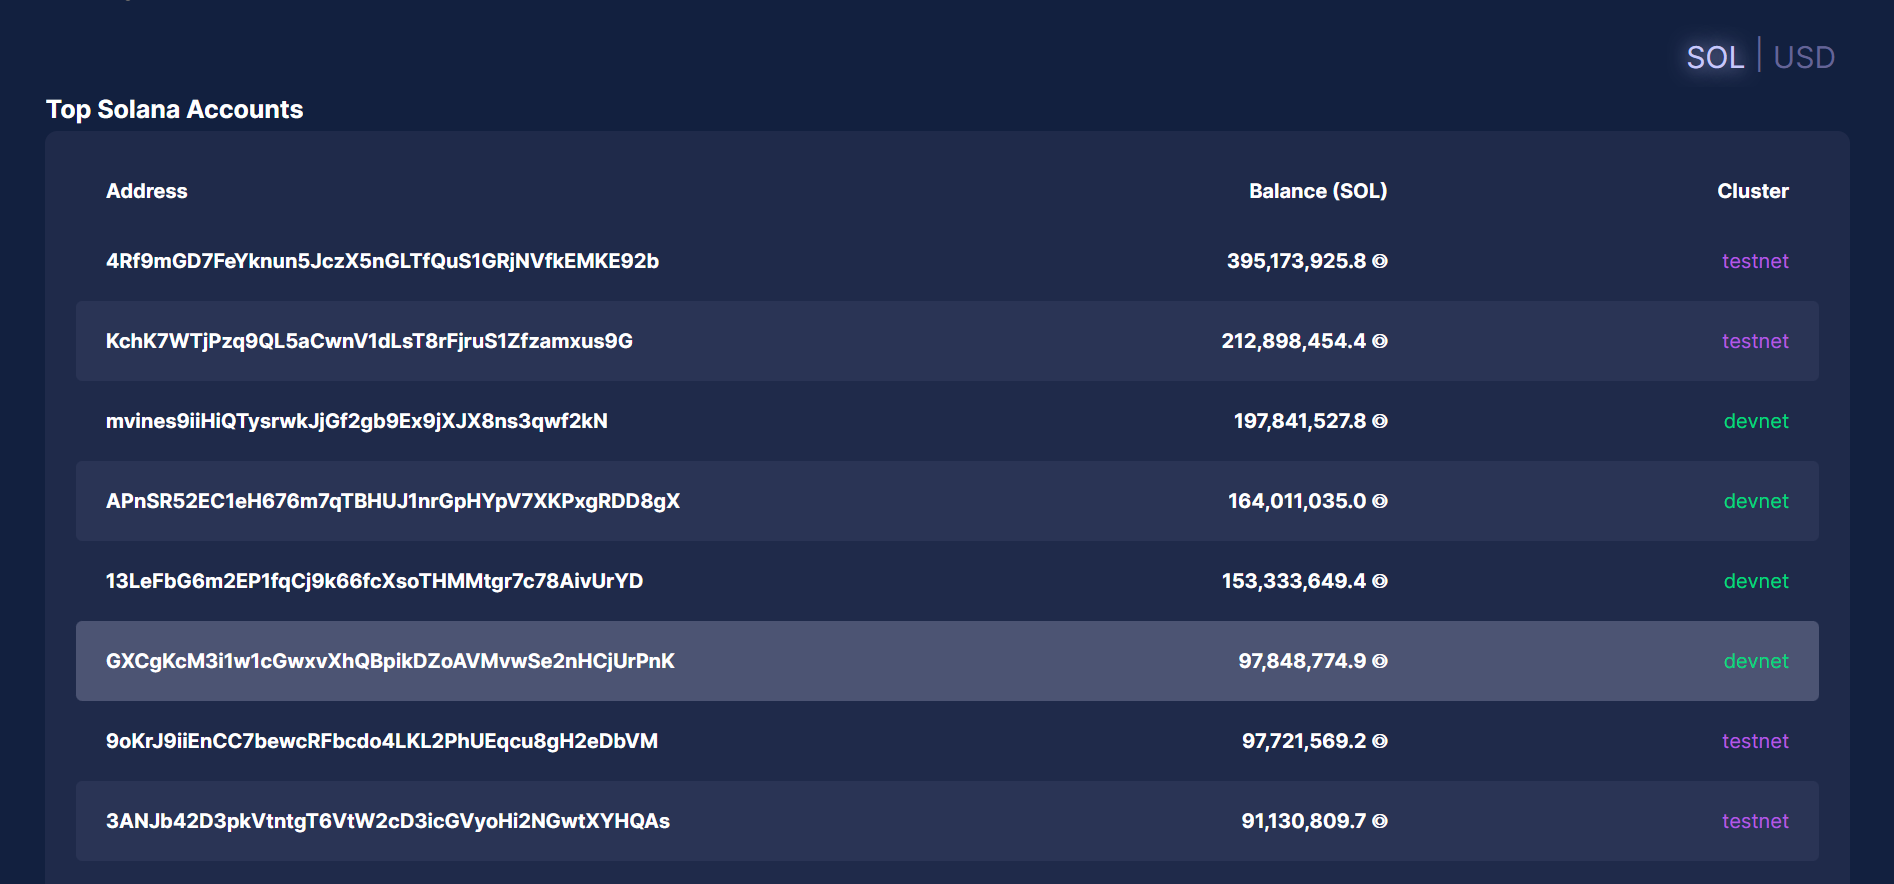 SOL | USD
Top Solana Accounts
Address Balance (SOL) Cluster
4Rf9mGD7FeYknun5JczX5nGLTfQuS1GRjNVfkEMKE92b 395,173,925.8 testnet
KchK7WTjPzq9QL5aCwnV1dLsT8rFjruS1Zfzamxus9G 212,898,454.4 testnet
mvines9iiHiQTysrwkJjGf2gb9Ex9jXJX8ns3qwf2kN 197,841,527.8 devnet
APnSR52EC1eH676m7qTBHUJ1nrGpHYpV7XKPxgRDD8gX 164,011,035.0 devnet
13LeFbG6m2EP1fqCj9k66fcXsoTHMMtgr7c78AivUrYD 153,333,649.4 devnet
GXCgKcM3i1w1cGwxvXhQBpikDZoAVMvwSe2nHCjUrPnK 97,848,774.9 devnet
9oKrJ9iiEnCC7bewcRFbcdo4LKL2PhUEqcu8gH2eDbVM 97,721,569.2 testnet
3ANJb42D3pkVtntgT6VtW2cD3icGVyoHi2NGwtXYHQAs 91,130,809.7 testnet